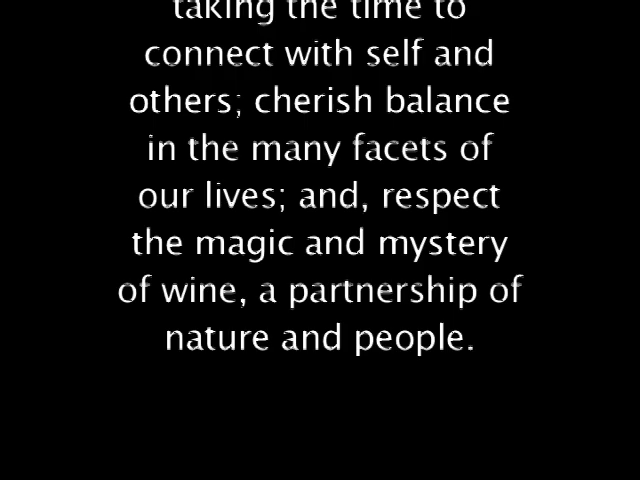 taking the time to
connect with self and
others; cherish balance
in the many facets of
our lives; and, respect
the magic and mystery
of wine, a partnership of
nature and people.